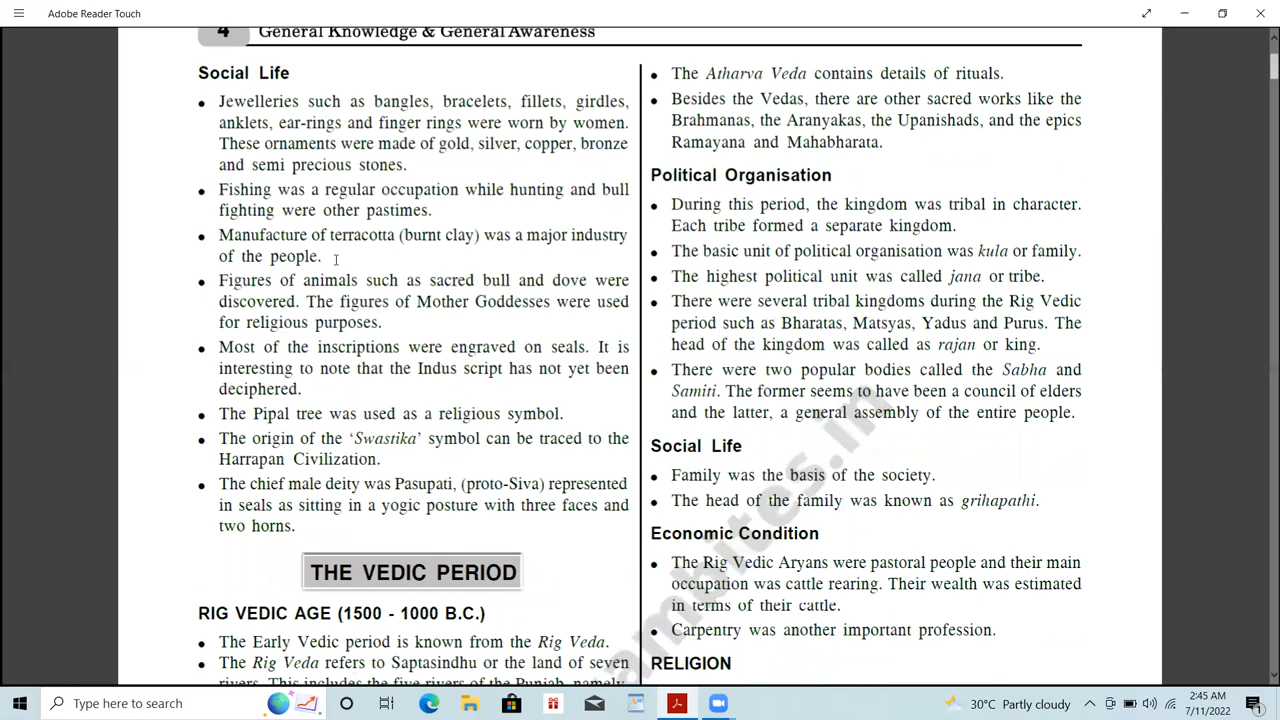 Adobe Reader Touch
4 General Knowledge & General Awareness
Social Life
• Jewelleries such as bangles, bracelets, fillets, girdles,
anklets, ear-rings and finger rings were worn by women.
These ornaments were made of gold, silver, copper, bronze
and semi precious stones.
• Fishing was a regular occupation while hunting and bull
fighting were other pastimes.
• Manufacture of terracotta (burnt clay) was a major industry
of the people.
• Figures of animals such as sacred bull and dove were
discovered. The figures of Mother Goddesses were used
for religious purposes.
• Most of the inscriptions were engraved on seals. It is
interesting to note that the Indus script has not yet been
deciphered.
• The Pipal tree was used as a religious symbol.
• The origin of the ‘Swastika’ symbol can be traced to the
Harrapan Civilization.
• The chief male deity was Pasupati, (proto-Siva) represented
in seals as sitting in a yogic posture with three faces and
two horns.
THE VEDIC PERIOD
RIG VEDIC AGE (1500 - 1000 B.C.)
• The Early Vedic period is known from the Rig Veda.
• The Rig Veda refers to Saptasindhu or the land of seven
rivers. This includes the five rivers of the Punjab, namely
• The Atharva Veda contains details of rituals.
• Besides the Vedas, there are other sacred works like the
Brahmanas, the Aranyakas, the Upanishads, and the epics
Ramayana and Mahabharata.
Political Organisation
• During this period, the kingdom was tribal in character.
Each tribe formed a separate kingdom.
• The basic unit of political organisation was kula or family.
• The highest political unit was called jana or tribe.
• There were several tribal kingdoms during the Rig Vedic
period such as Bharatas, Matsyas, Yadus and Purus. The
head of the kingdom was called as rajan or king.
• There were two popular bodies called the Sabha and
Samiti. The former seems to have been a council of elders
and the latter, a general assembly of the entire people.
Social Life
• Family was the basis of the society.
• The head of the family was known as grihapathi.
Economic Condition
• The Rig Vedic Aryans were pastoral people and their main
occupation was cattle rearing. Their wealth was estimated
in terms of their cattle.
• Carpentry was another important profession.
RELIGION
ambites.in
Type here to search
30°C Partly cloudy
2:45 AM
7/11/2022
1